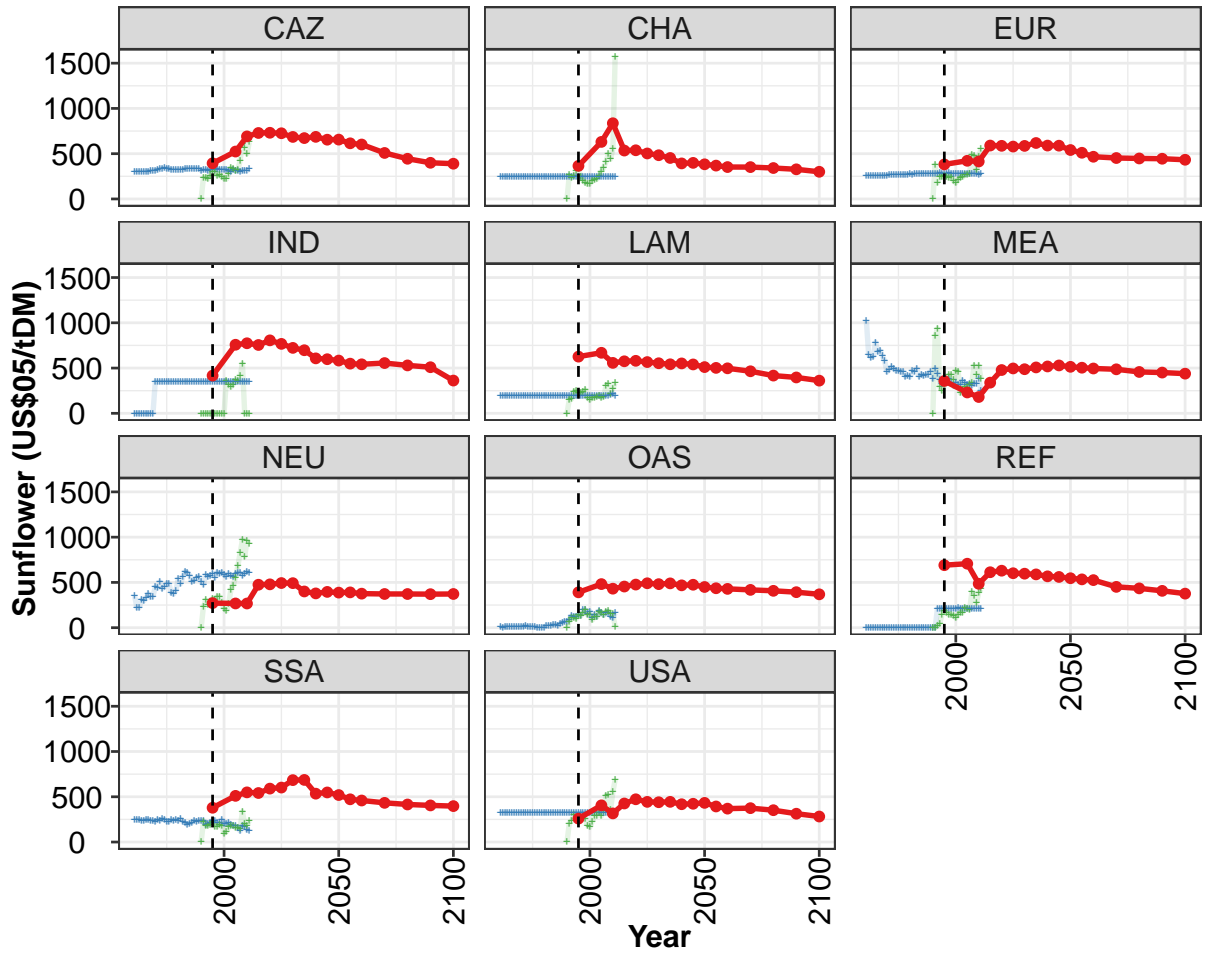 CAZ CHA EUR
1500
1000
500
0
IND LAM MEA
1500
1000
500
0
NEU OAS REF
1500
1000
500
0
2000 2050 2100
SSA USA
1500
1000
500
0
2000 2050 2100 2000 2050 2100
Year
Sunflower (US$05/tDM)